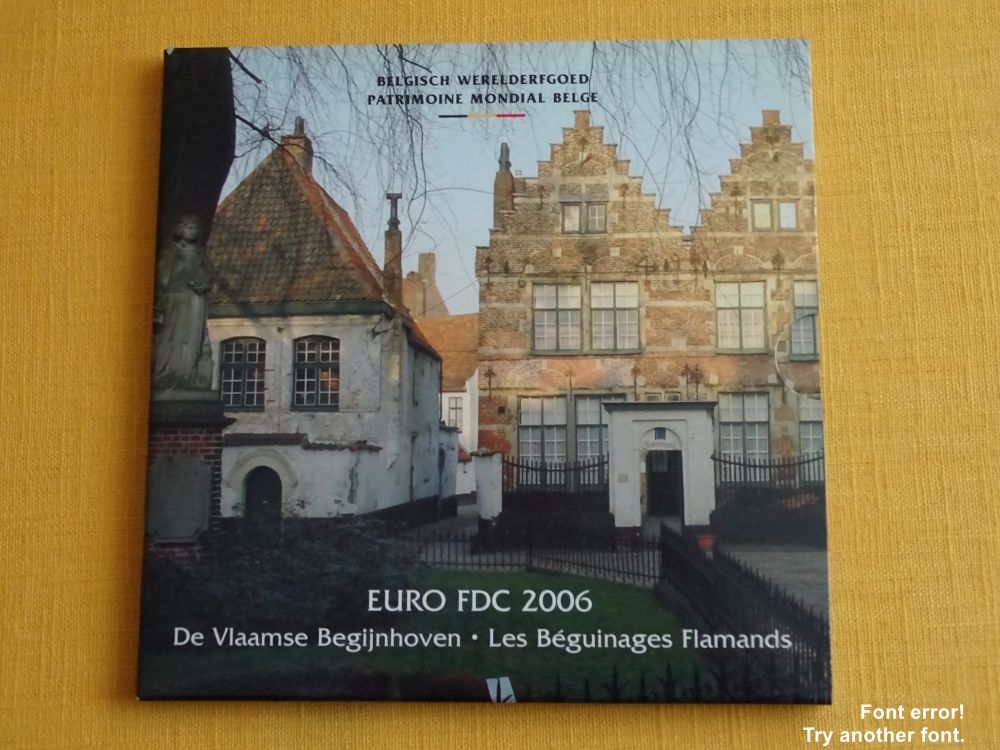 BELGISCH WERELDERFGOED
PATRIMOINE MONDIAL BELGE
EURO FDC 2006
De Vlaamse Begijnhoven • Les Béguinages Flamands
Font error!
Try another font.